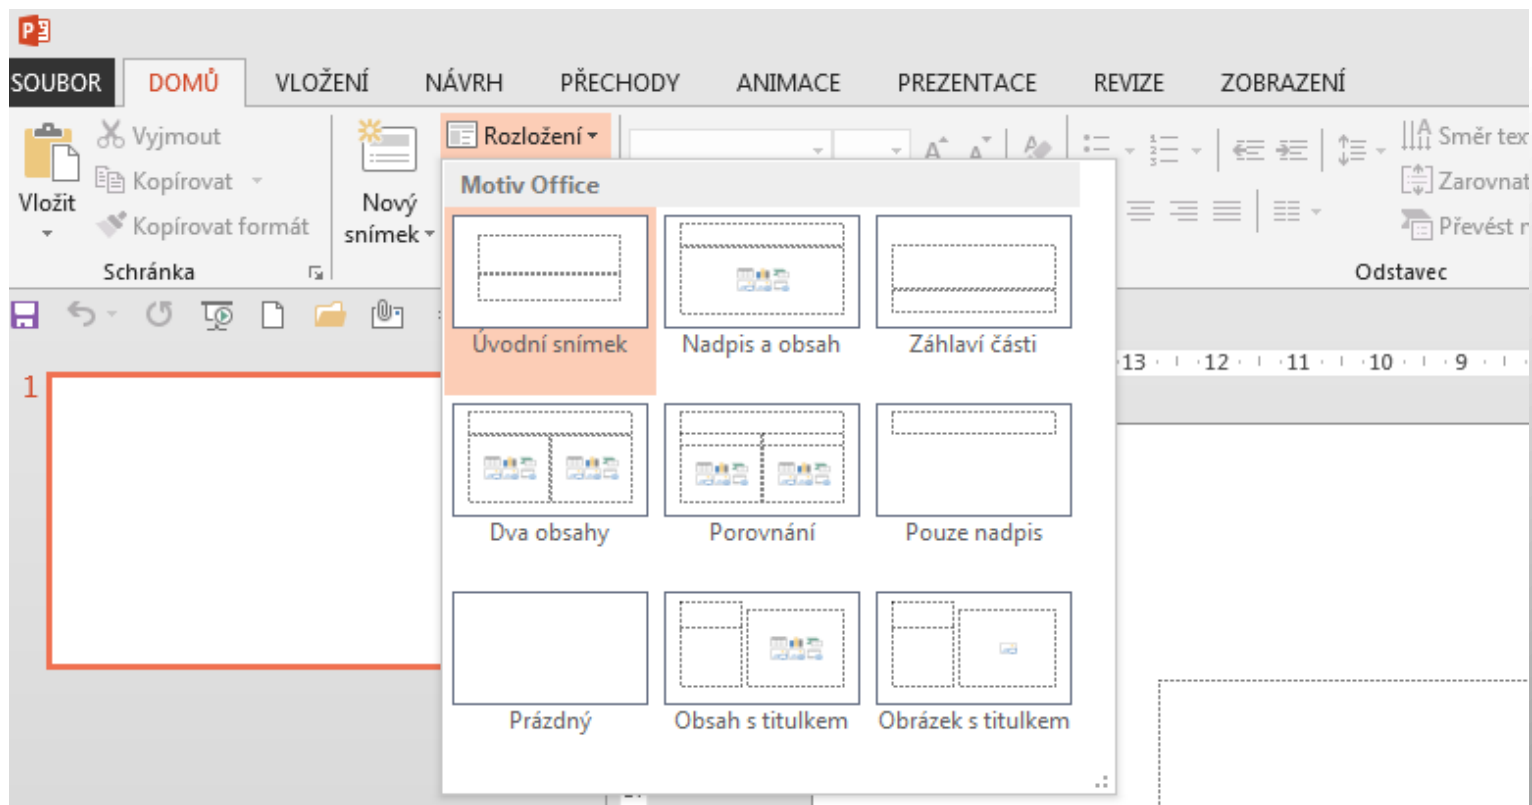 SOUBOR DOMŮ VLOŽENÍ NÁVRH PŘECHODY ANIMACE PREZENTACE REVIZE ZOBRAZENÍ
Vložit
Vyjmout
Kopírovat
Kopírovat formát
Schránka
Nový
snímek
Rozložení
Směr tex
Zarovnat
Převést
Odstavec
Motiv Office
Úvodní snímek Nadpis a obsah Záhlaví části
Dva obsahy Porovnání Pouze nadpis
Prázdný Obsah s titulkem Obrázek s titulkem
1
13 12 11 10 9